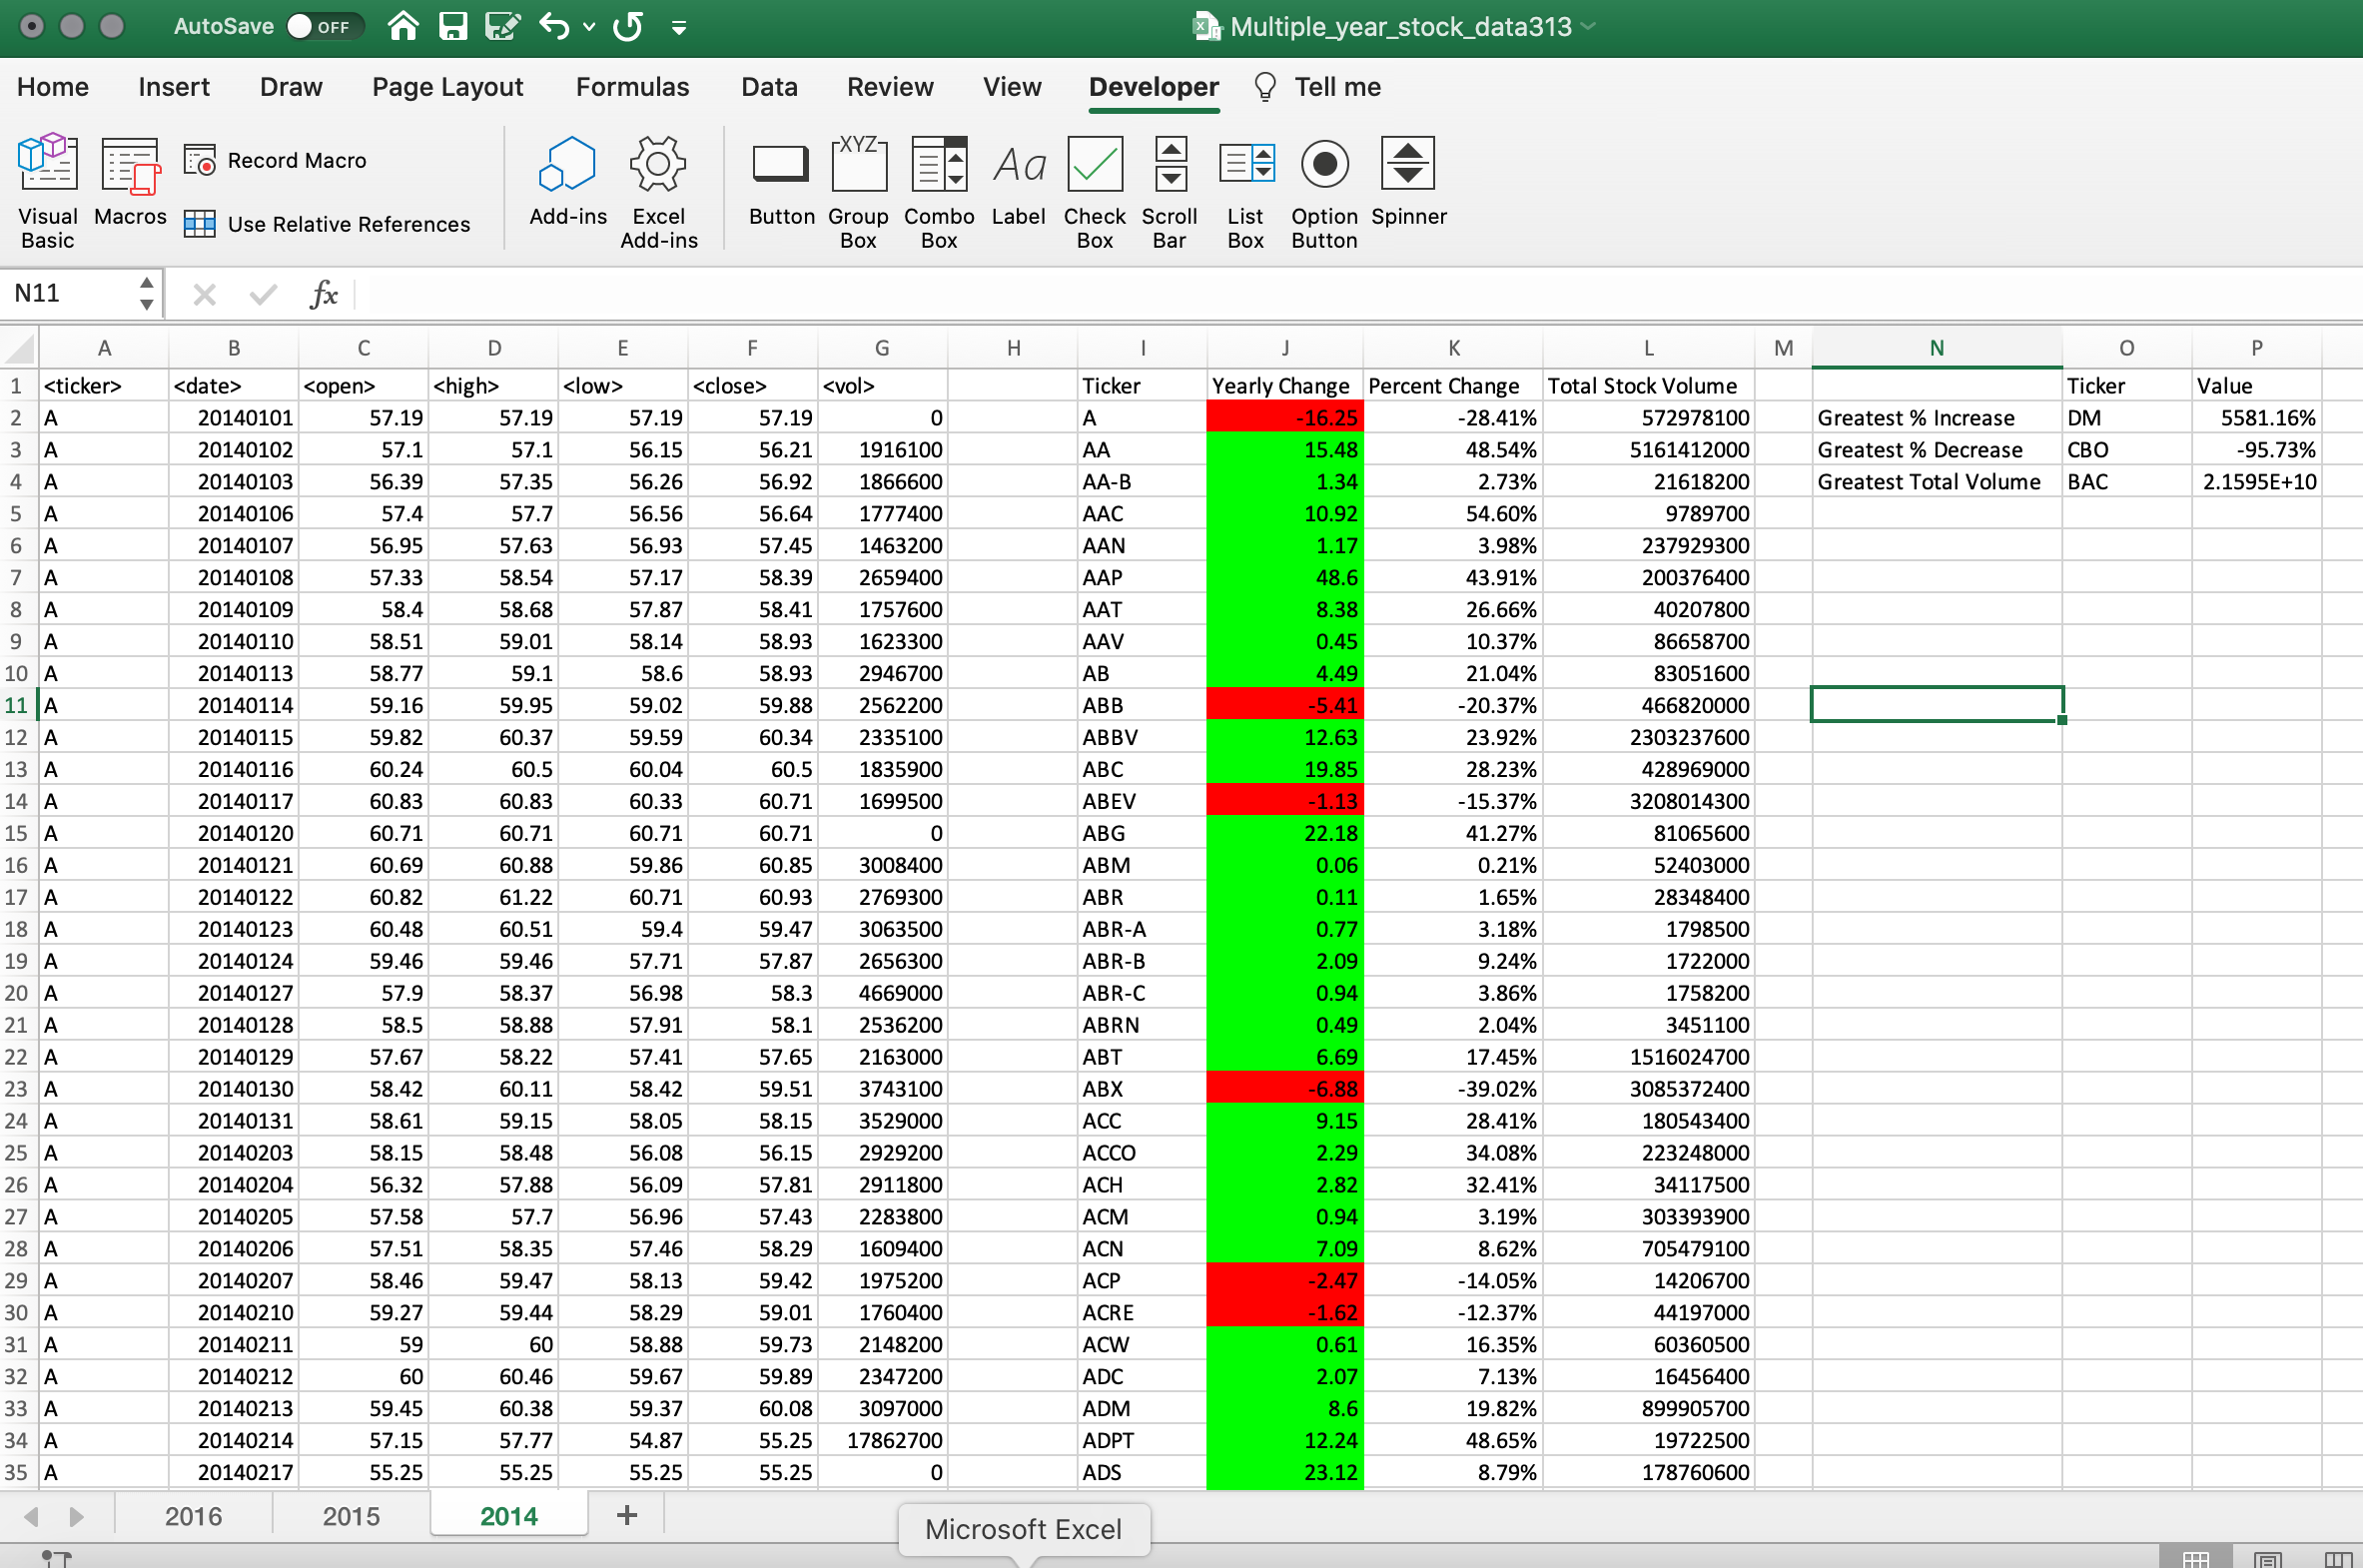 AutoSave OFF Multiple_year_stock_data313
Home Insert Draw Page Layout Formulas Data Review View Developer Tell me
Visual Basic Macros Record Macro Use Relative References Add-ins Excel Add-ins Button XYZ Group Box Combo Box Aa Label Check Box Scroll Bar List Box Option Button Spinner
N11 fx
A B C D E F G H I J K L M N O P
1 <ticker> <date> <open> <high> <low> <close> <vol> Ticker Yearly Change Percent Change Total Stock Volume Ticker Value
2 A 20140101 57.19 57.19 57.19 57.19 0 A -16.25 -28.41% 572978100 Greatest % Increase DM 5581.16%
3 A 20140102 57.1 57.1 56.15 56.21 1916100 AA 15.48 48.54% 5161412000 Greatest % Decrease CBO -95.73%
4 A 20140103 56.39 57.35 56.26 56.92 1866600 AA-B 1.34 2.73% 21618200 Greatest Total Volume BAC 2.1595E+10
5 A 20140106 57.4 57.7 56.56 56.64 1777400 AAC 10.92 54.60% 9789700
6 A 20140107 56.95 57.63 56.93 57.45 1463200 AAN 1.17 3.98% 237929300
7 A 20140108 57.33 58.54 57.17 58.39 2659400 AAP 48.6 43.91% 200376400
8 A 20140109 58.4 58.68 57.87 58.41 1757600 AAT 8.38 26.66% 40207800
9 A 20140110 58.51 59.01 58.14 58.93 1623300 AAV 0.45 10.37% 86658700
10 A 20140113 58.77 59.1 58.6 58.93 2946700 AB 4.49 21.04% 83051600
11 A 20140114 59.16 59.95 59.02 59.88 2562200 ABB -5.41 -20.37% 466820000
12 A 20140115 59.82 60.37 59.59 60.34 2335100 ABBV 12.63 23.92% 2303237600
13 A 20140116 60.24 60.5 60.04 60.5 1835900 ABC 19.85 28.23% 428969000
14 A 20140117 60.83 60.83 60.33 60.71 1699500 ABEV -1.13 -15.37% 3208014300
15 A 20140120 60.71 60.71 60.71 60.71 0 ABG 22.18 41.27% 81065600
16 A 20140121 60.69 60.88 59.86 60.85 3008400 ABM 0.06 0.21% 52403000
17 A 20140122 60.82 61.22 60.71 60.93 2769300 ABR 0.11 1.65% 28348400
18 A 20140123 60.48 60.51 59.4 59.47 3063500 ABR-A 0.77 3.18% 1798500
19 A 20140124 59.46 59.46 57.71 57.87 2656300 ABR-B 2.09 9.24% 1722000
20 A 20140127 57.9 58.37 56.98 58.3 4669000 ABR-C 0.94 3.86% 1758200
21 A 20140128 58.5 58.88 57.91 58.1 2536200 ABRN 0.49 2.04% 3451100
22 A 20140129 57.67 58.22 57.41 57.65 2163000 ABT 6.69 17.45% 1516024700
23 A 20140130 58.42 60.11 58.42 59.51 3743100 ABX -6.88 -39.02% 3085372400
24 A 20140131 58.61 59.15 58.05 58.15 3529000 ACC 9.15 28.41% 180543400
25 A 20140203 58.15 58.48 56.08 56.15 2929200 ACCO 2.29 34.08% 223248000
26 A 20140204 56.32 57.88 56.09 57.81 2911800 ACH 2.82 32.41% 34117500
27 A 20140205 57.58 57.7 56.96 57.43 2283800 ACM 0.94 3.19% 303393900
28 A 20140206 57.51 58.35 57.46 58.29 1609400 ACN 7.09 8.62% 705479100
29 A 20140207 58.46 59.47 58.13 59.42 1975200 ACP -2.47 -14.05% 14206700
30 A 20140210 59.27 59.44 58.29 59.01 1760400 ACRE -1.62 -12.37% 44197000
31 A 20140211 59 60 58.88 59.73 2148200 ACW 0.61 16.35% 60360500
32 A 20140212 60 60.46 59.67 59.89 2347200 ADC 2.07 7.13% 16456400
33 A 20140213 59.45 60.38 59.37 60.08 3097000 ADM 8.6 19.82% 899905700
34 A 20140214 57.15 57.77 54.87 55.25 17862700 ADPT 12.24 48.65% 19722500
35 A 20140217 55.25 55.25 55.25 55.25 0 ADS 23.12 8.79% 178760600
2016 2015 2014 +
Microsoft Excel